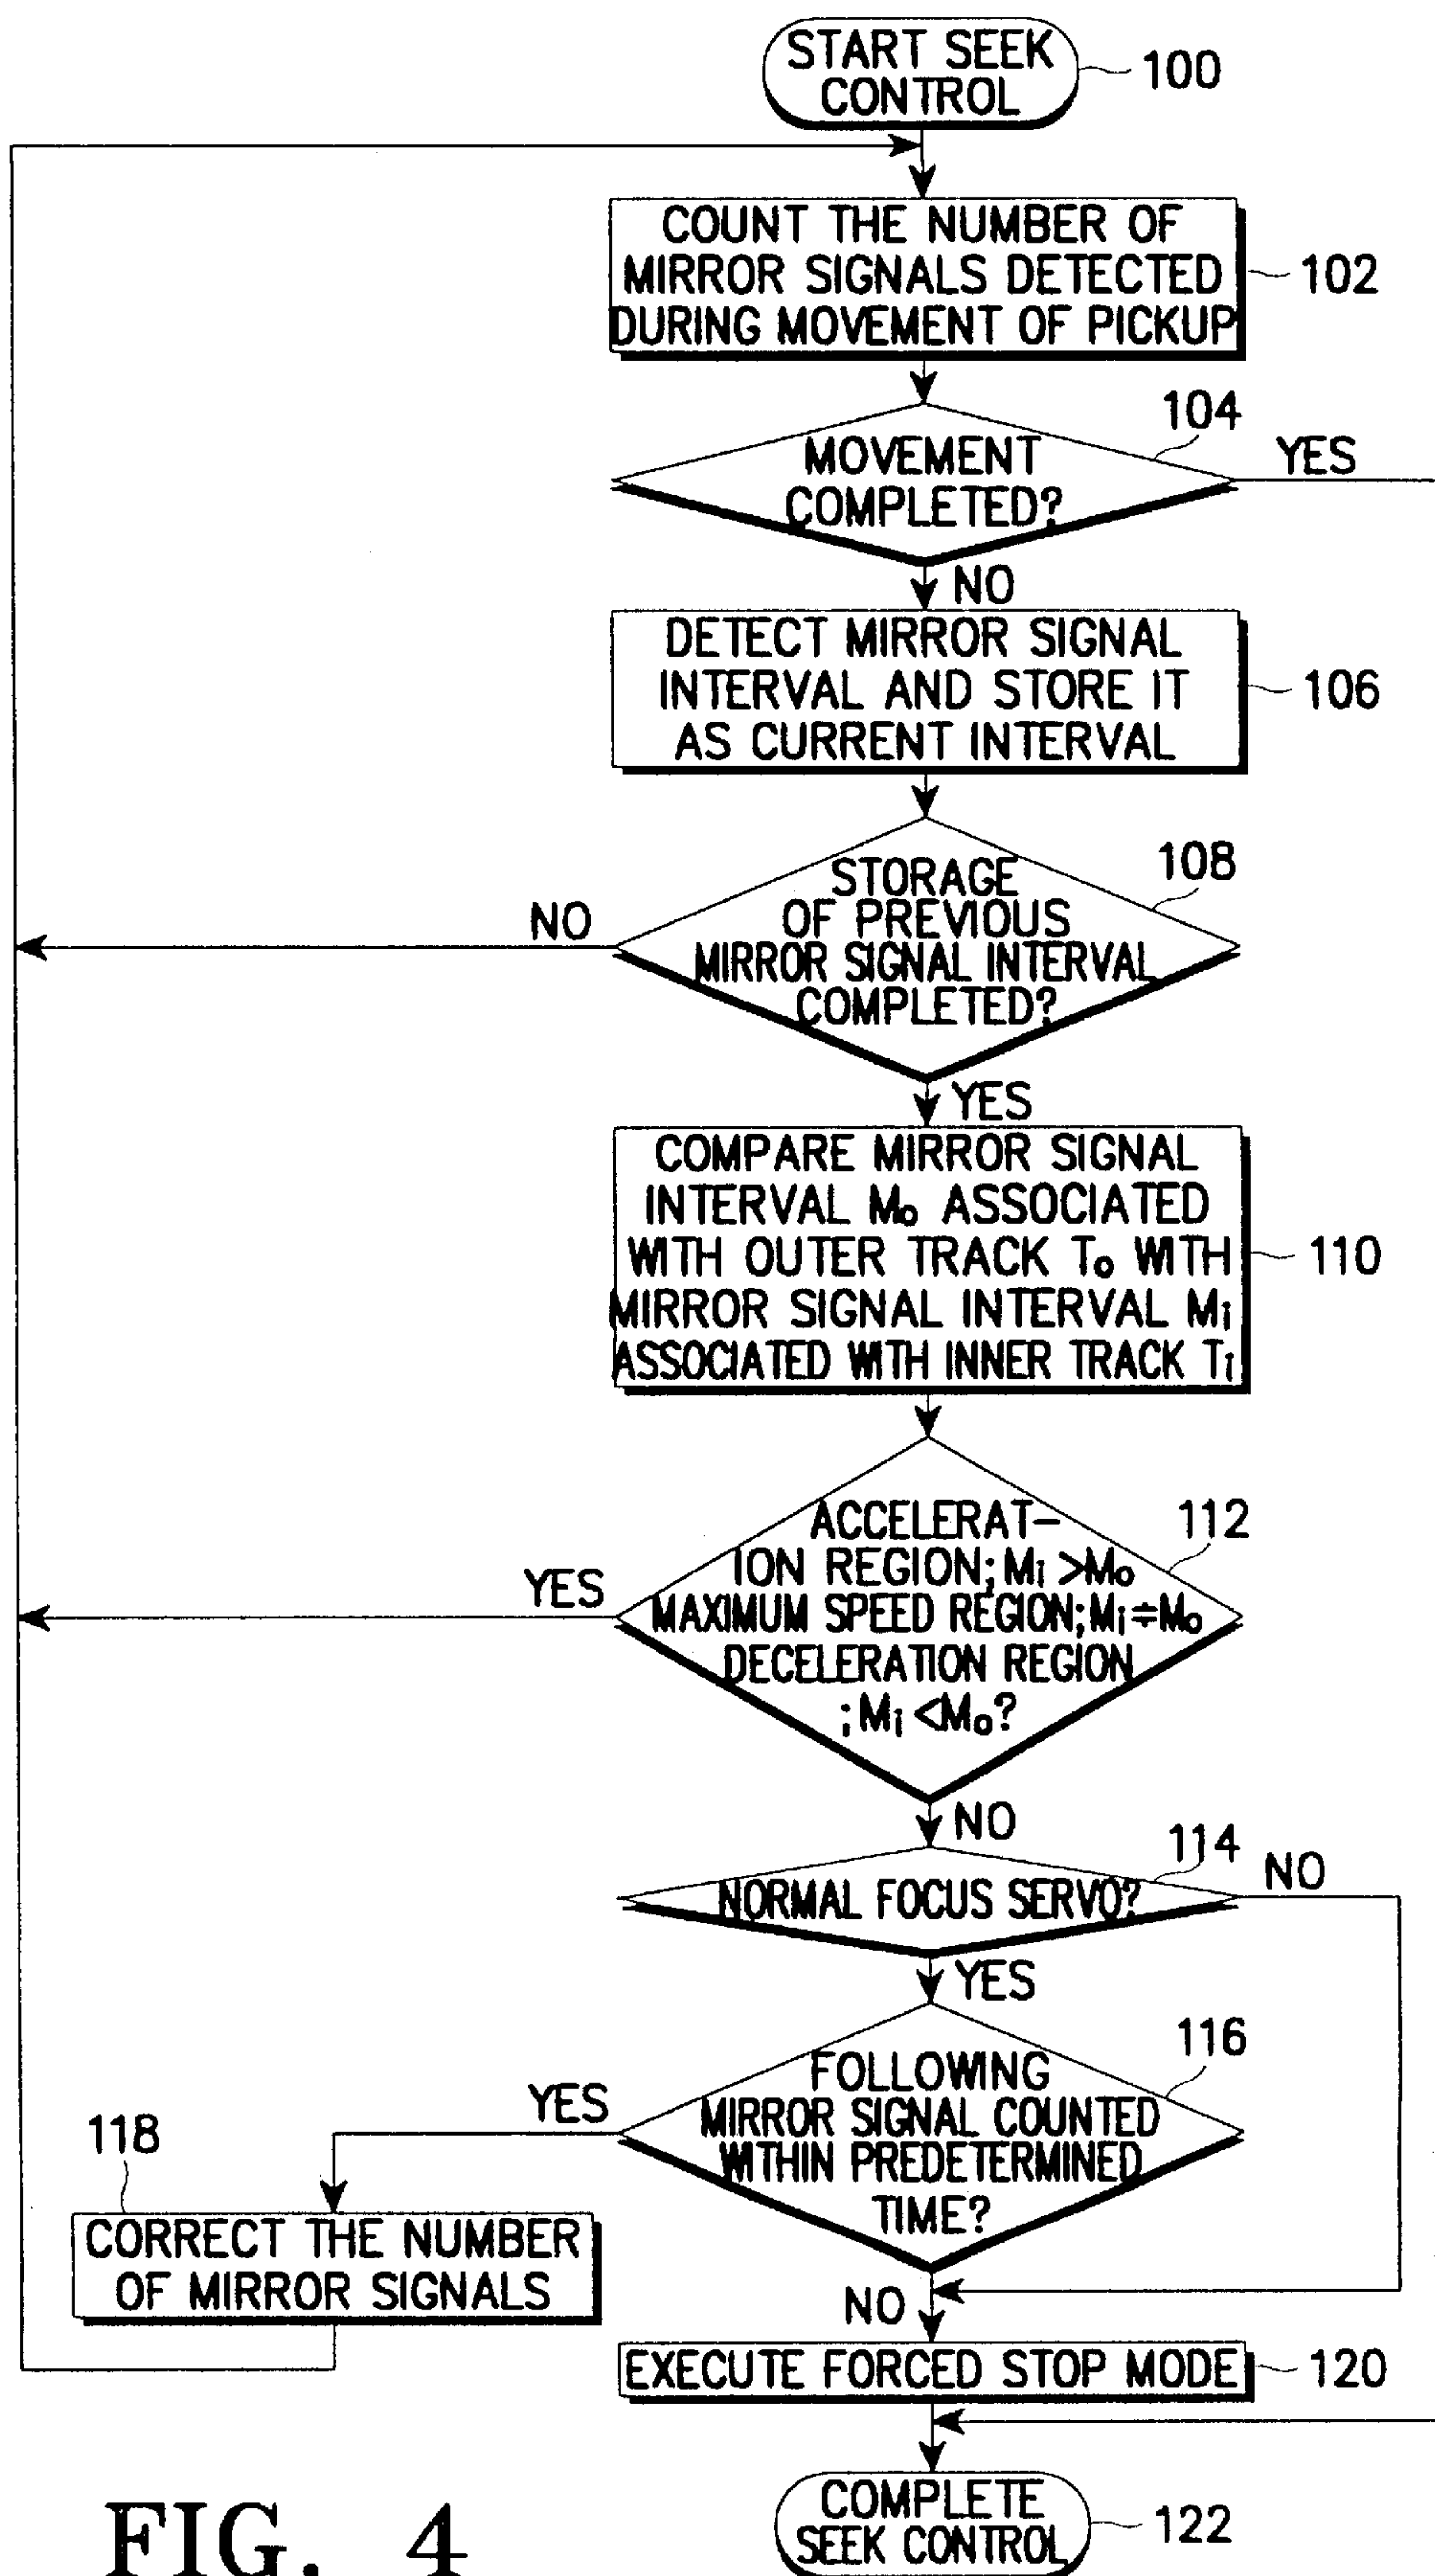 START SEEK
CONTROL
100
COUNT THE NUMBER OF
MIRROR SIGNALS DETECTED
DURING MOVEMENT OF PICKUP
102
104
MOVEMENT
COMPLETED?
YES
NO
DETECT MIRROR SIGNAL
INTERVAL AND STORE IT
AS CURRENT INTERVAL
106
108
STORAGE
OF PREVIOUS
MIRROR SIGNAL INTERVAL
COMPLETED?
NO
YES
COMPARE MIRROR SIGNAL
INTERVAL Mo ASSOCIATED
WITH OUTER TRACK To WITH
MIRROR SIGNAL INTERVAL Mi
ASSOCIATED WITH INNER TRACK Ti
110
112
ACCELERAT-
ION REGION;Mi >Mo
MAXIMUM SPEED REGION;Mi≑Mo
DECELERATION REGION
;Mi <Mo?
YES
NO
114
NORMAL FOCUS SERVO?
NO
YES
116
FOLLOWING
MIRROR SIGNAL COUNTED
WITHIN PREDETERMINED
TIME?
YES
118
CORRECT THE NUMBER
OF MIRROR SIGNALS
NO
EXECUTE FORCED STOP MODE
120
COMPLETE
SEEK CONTROL
122
FIG. 4